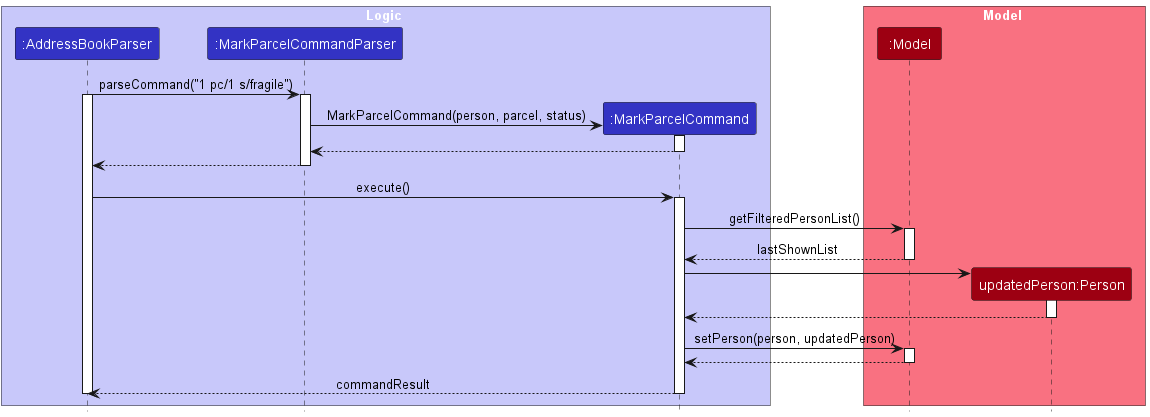 Logic
Model
:AddressBookParser
:MarkParcelCommandParser
:Model
parseCommand("1 pc/1 s/fragile")
MarkParcelCommand(person, parcel, status)
:MarkParcelCommand
execute()
getFilteredPersonList()
lastShownList
updatedPerson:Person
setPerson(person, updatedPerson)
commandResult